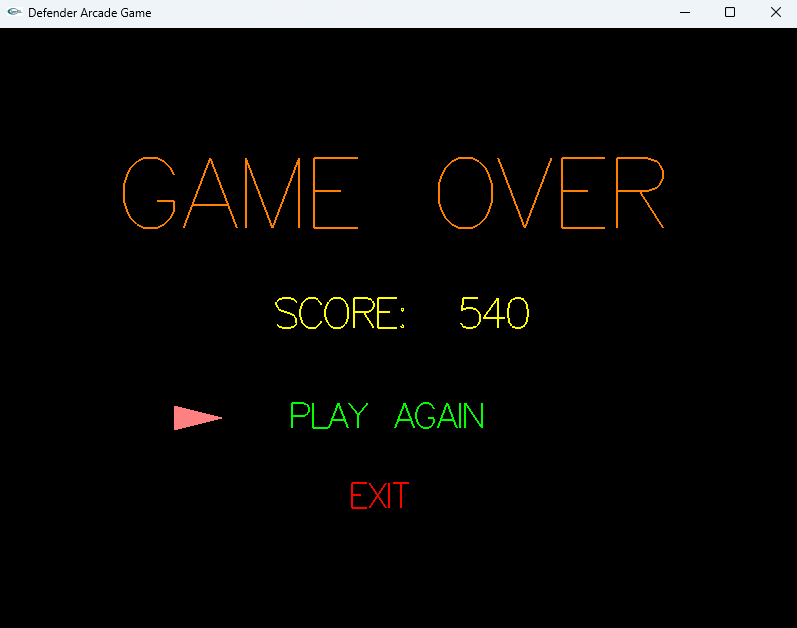 Defender Arcade Game
GAME OVER
SCORE: 540
PLAY AGAIN
EXIT